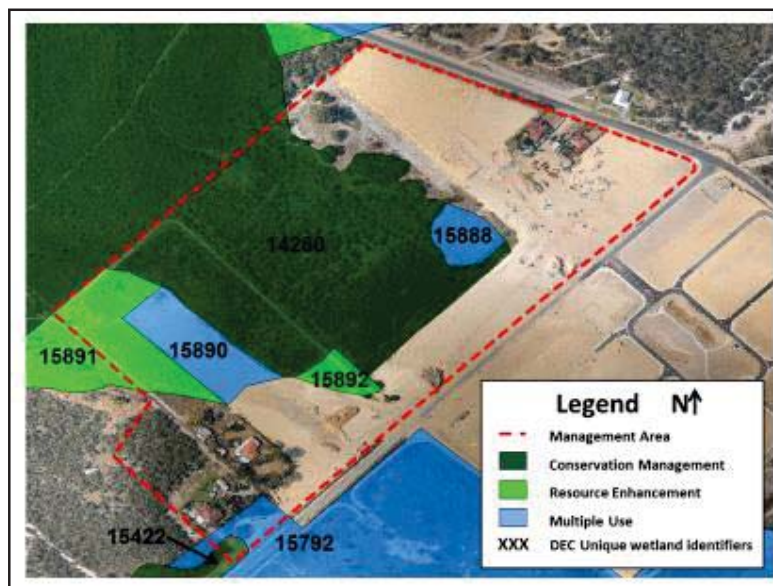 14260
15888
15890
15891
15892
15422
15792
Legend N
Management Area
Conservation Management
Resource Enhancement
Multiple Use
XXX DEC Unique wetland identifiers